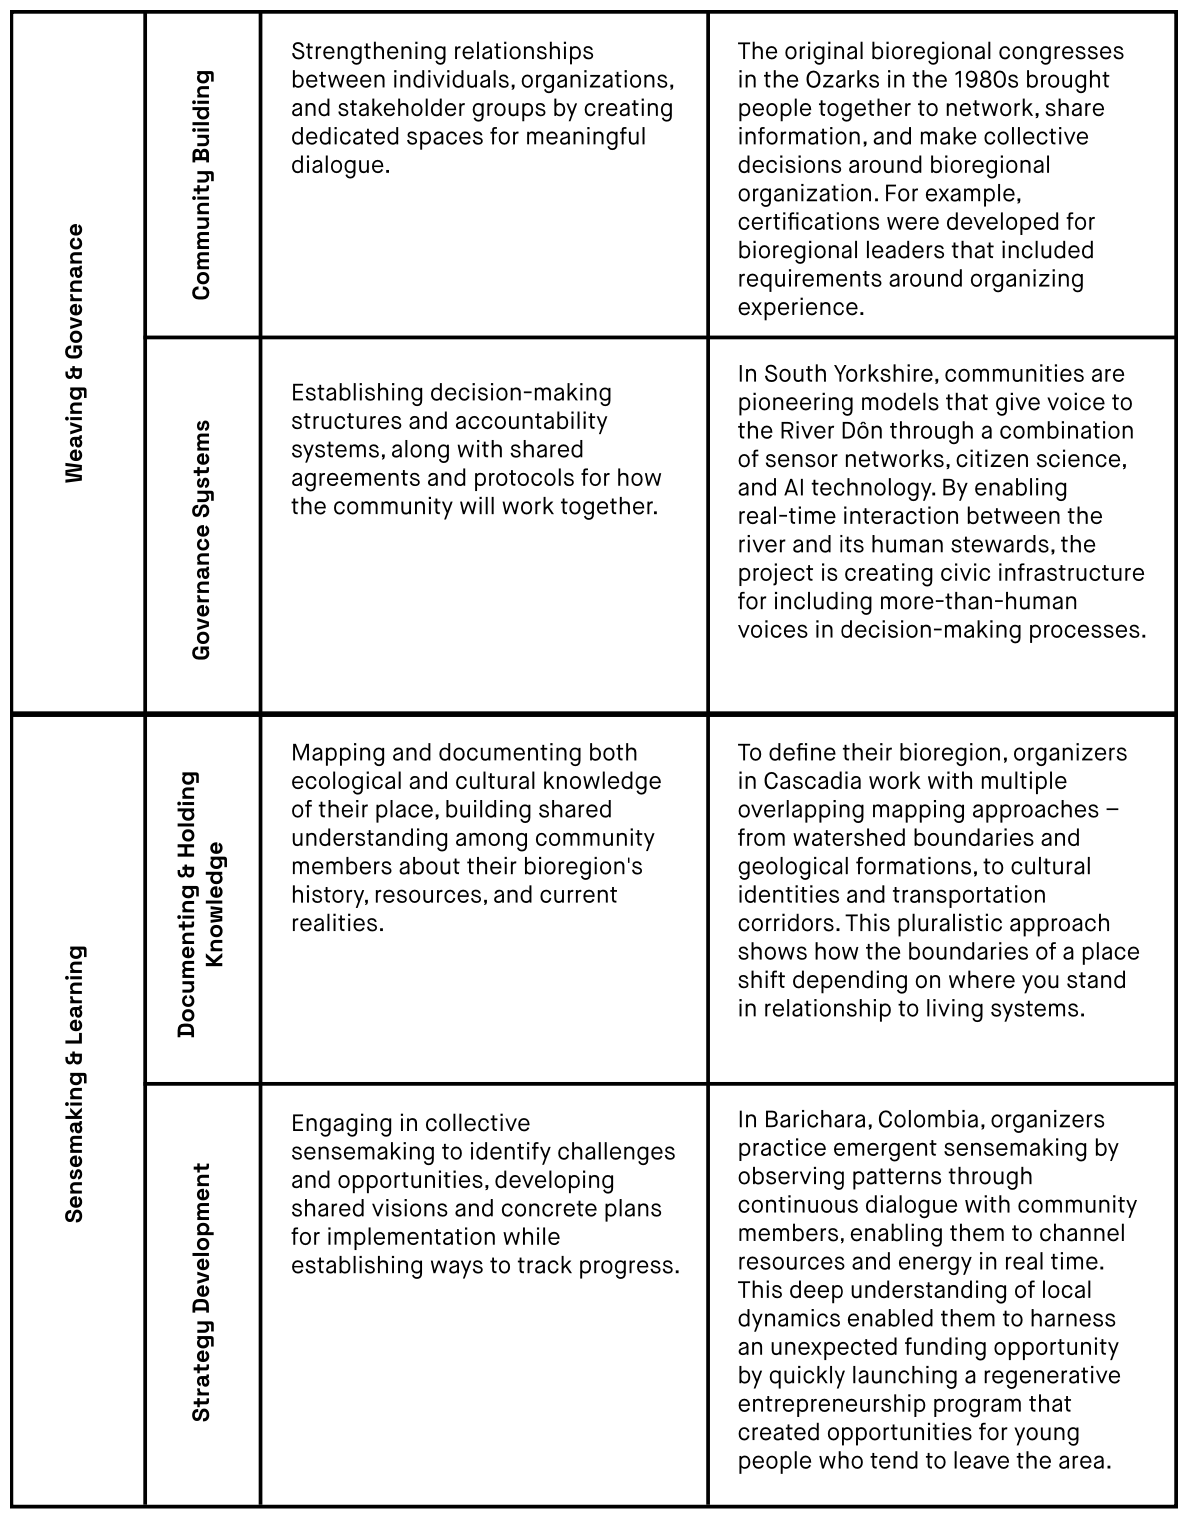 Weaving & Governance
Community Building
Strengthening relationships
between individuals, organizations,
and stakeholder groups by creating
dedicated spaces for meaningful
dialogue.
The original bioregional congresses
in the Ozarks in the 1980s brought
people together to network, share
information, and make collective
decisions around bioregional
organization. For example,
certifications were developed for
bioregional leaders that included
requirements around organizing
experience.
Governance Systems
Establishing decision-making
structures and accountability
systems, along with shared
agreements and protocols for how
the community will work together.
In South Yorkshire, communities are
pioneering models that give voice to
the River Dôn through a combination
of sensor networks, citizen science,
and AI technology. By enabling
real-time interaction between the
river and its human stewards, the
project is creating civic infrastructure
for including more-than-human
voices in decision-making processes.
Sensemaking & Learning
Documenting & Holding
Knowledge
Mapping and documenting both
ecological and cultural knowledge
of their place, building shared
understanding among community
members about their bioregion's
history, resources, and current
realities.
To define their bioregion, organizers
in Cascadia work with multiple
overlapping mapping approaches –
from watershed boundaries and
geological formations, to cultural
identities and transportation
corridors. This pluralistic approach
shows how the boundaries of a place
shift depending on where you stand
in relationship to living systems.
Strategy Development
Engaging in collective
sensemaking to identify challenges
and opportunities, developing
shared visions and concrete plans
for implementation while
establishing ways to track progress.
In Barichara, Colombia, organizers
practice emergent sensemaking by
observing patterns through
continuous dialogue with community
members, enabling them to channel
resources and energy in real time.
This deep understanding of local
dynamics enabled them to harness
an unexpected funding opportunity
by quickly launching a regenerative
entrepreneurship program that
created opportunities for young
people who tend to leave the area.